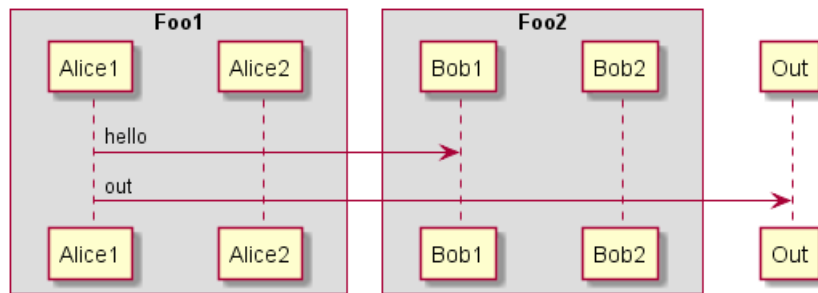 Foo1 Foo2
Alice1 Alice2 Bob1 Bob2 Out
hello
out
Alice1 Alice2 Bob1 Bob2 Out